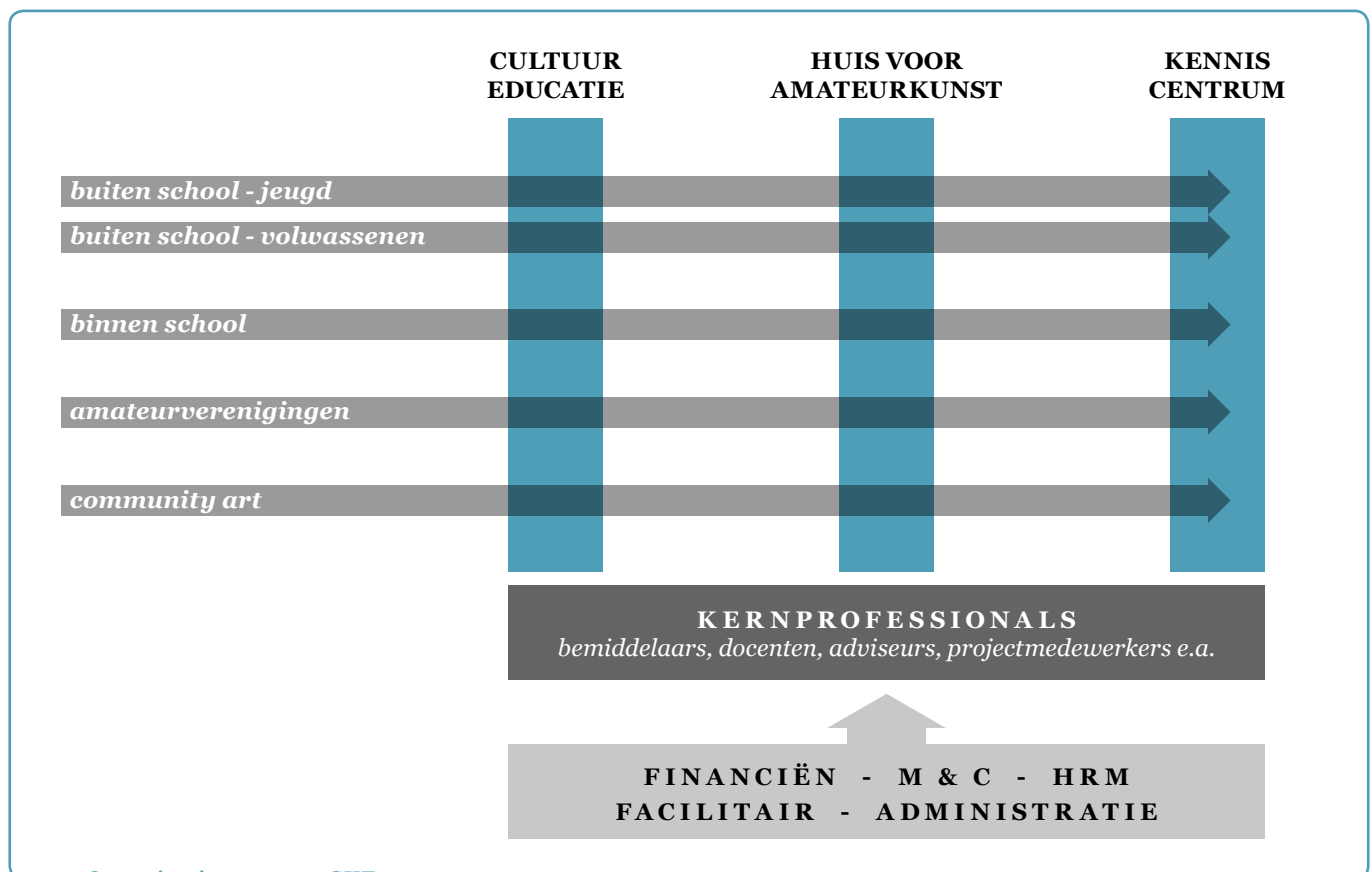 CULTUUR
EDUCATIE
HUIS VOOR
AMATEURKUNST
KENNIS
CENTRUM
buiten school - jeugd
buiten school - volwassenen
binnen school
amateurverenigingen
community art
KERNPROFESSIONALS
bemiddelaars, docenten, adviseurs, projectmedewerkers e.a.
FINANCIËN - M & C - HRM
FACILITAIR - ADMINISTRATIE